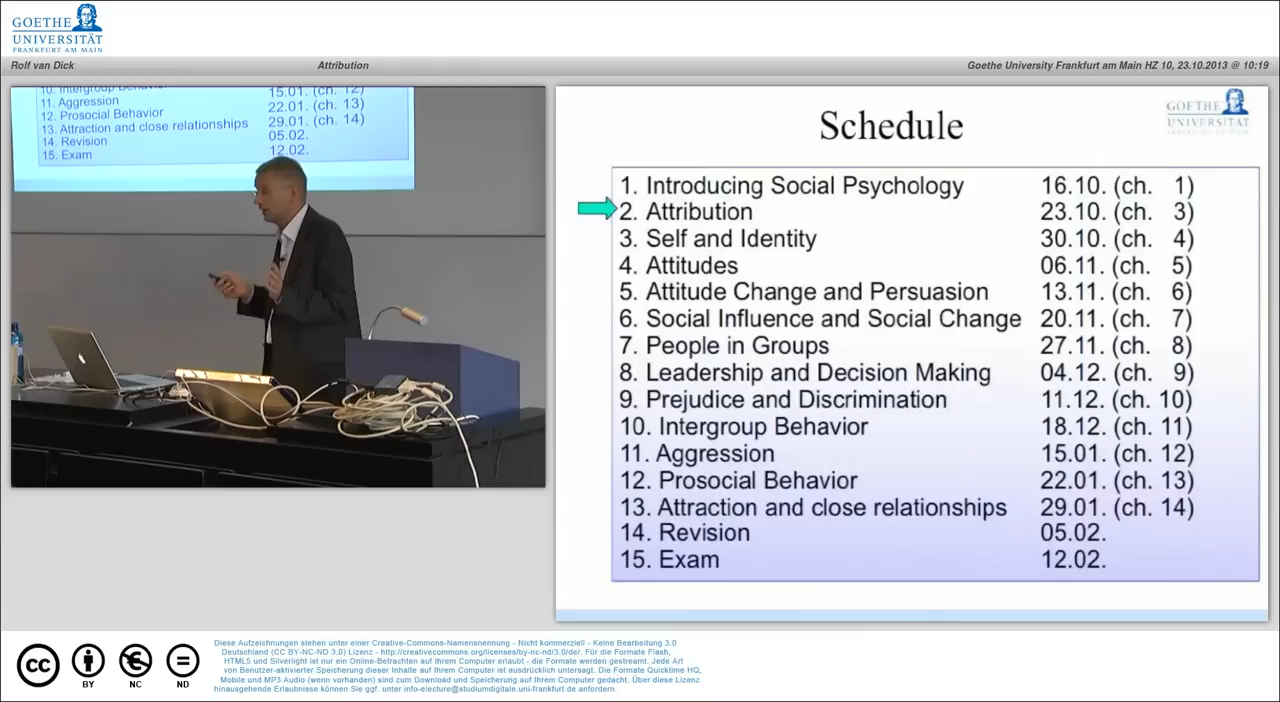 GOETHE
UNIVERSITÄT
FRANKFURT AM MAIN
Rolf van Dick
Attribution
Goethe University Frankfurt am Main HZ 10, 23.10.2013 @ 10:19
10. Intergroup Behavior 15.01. (ch. 12)
11. Aggression 22.01. (ch. 13)
12. Prosocial Behavior 29.01. (ch. 14)
13. Attraction and close relationships 05.02.
14. Revision 12.02.
15. Exam
GOETHE
UNIVERSITÄT
Schedule
1. Introducing Social Psychology 16.10. (ch. 1)
2. Attribution 23.10. (ch. 3)
3. Self and Identity 30.10. (ch. 4)
4. Attitudes 06.11. (ch. 5)
5. Attitude Change and Persuasion 13.11. (ch. 6)
6. Social Influence and Social Change 20.11. (ch. 7)
7. People in Groups 27.11. (ch. 8)
8. Leadership and Decision Making 04.12. (ch. 9)
9. Prejudice and Discrimination 11.12. (ch. 10)
10. Intergroup Behavior 18.12. (ch. 11)
11. Aggression 15.01. (ch. 12)
12. Prosocial Behavior 22.01. (ch. 13)
13. Attraction and close relationships 29.01. (ch. 14)
14. Revision 05.02.
15. Exam 12.02.
cc
BY NC ND
Diese Aufzeichnungen stehen unter einer Creative-Commons-Namensnennung - Nicht kommerziell - Keine Bearbeitung 3.0
Deutschland (CC BY-NC-ND 3.0) Lizenz - http://creativecommons.org/licenses/by-nc-nd/3.0/de/. Für die Formate Flash,
HTML5 und Silverlight ist nur ein Online-Betrachten auf Ihrem Computer erlaubt - die Formate werden gestreamt. Jede Art
von Benutzer-aktivierter Speicherung dieser Inhalte auf Ihrem Computer ist ausdrücklich untersagt. Die Formate Quicktime HQ,
Mobile und MP3 Audio (wenn vorhanden) sind zum Download und Speicherung auf Ihrem Computer gedacht. Über diese Lizenz
hinausgehende Erlaubnisse können Sie ggf. unter info-electure@studiumdigitale.uni-frankfurt.de anfordern.